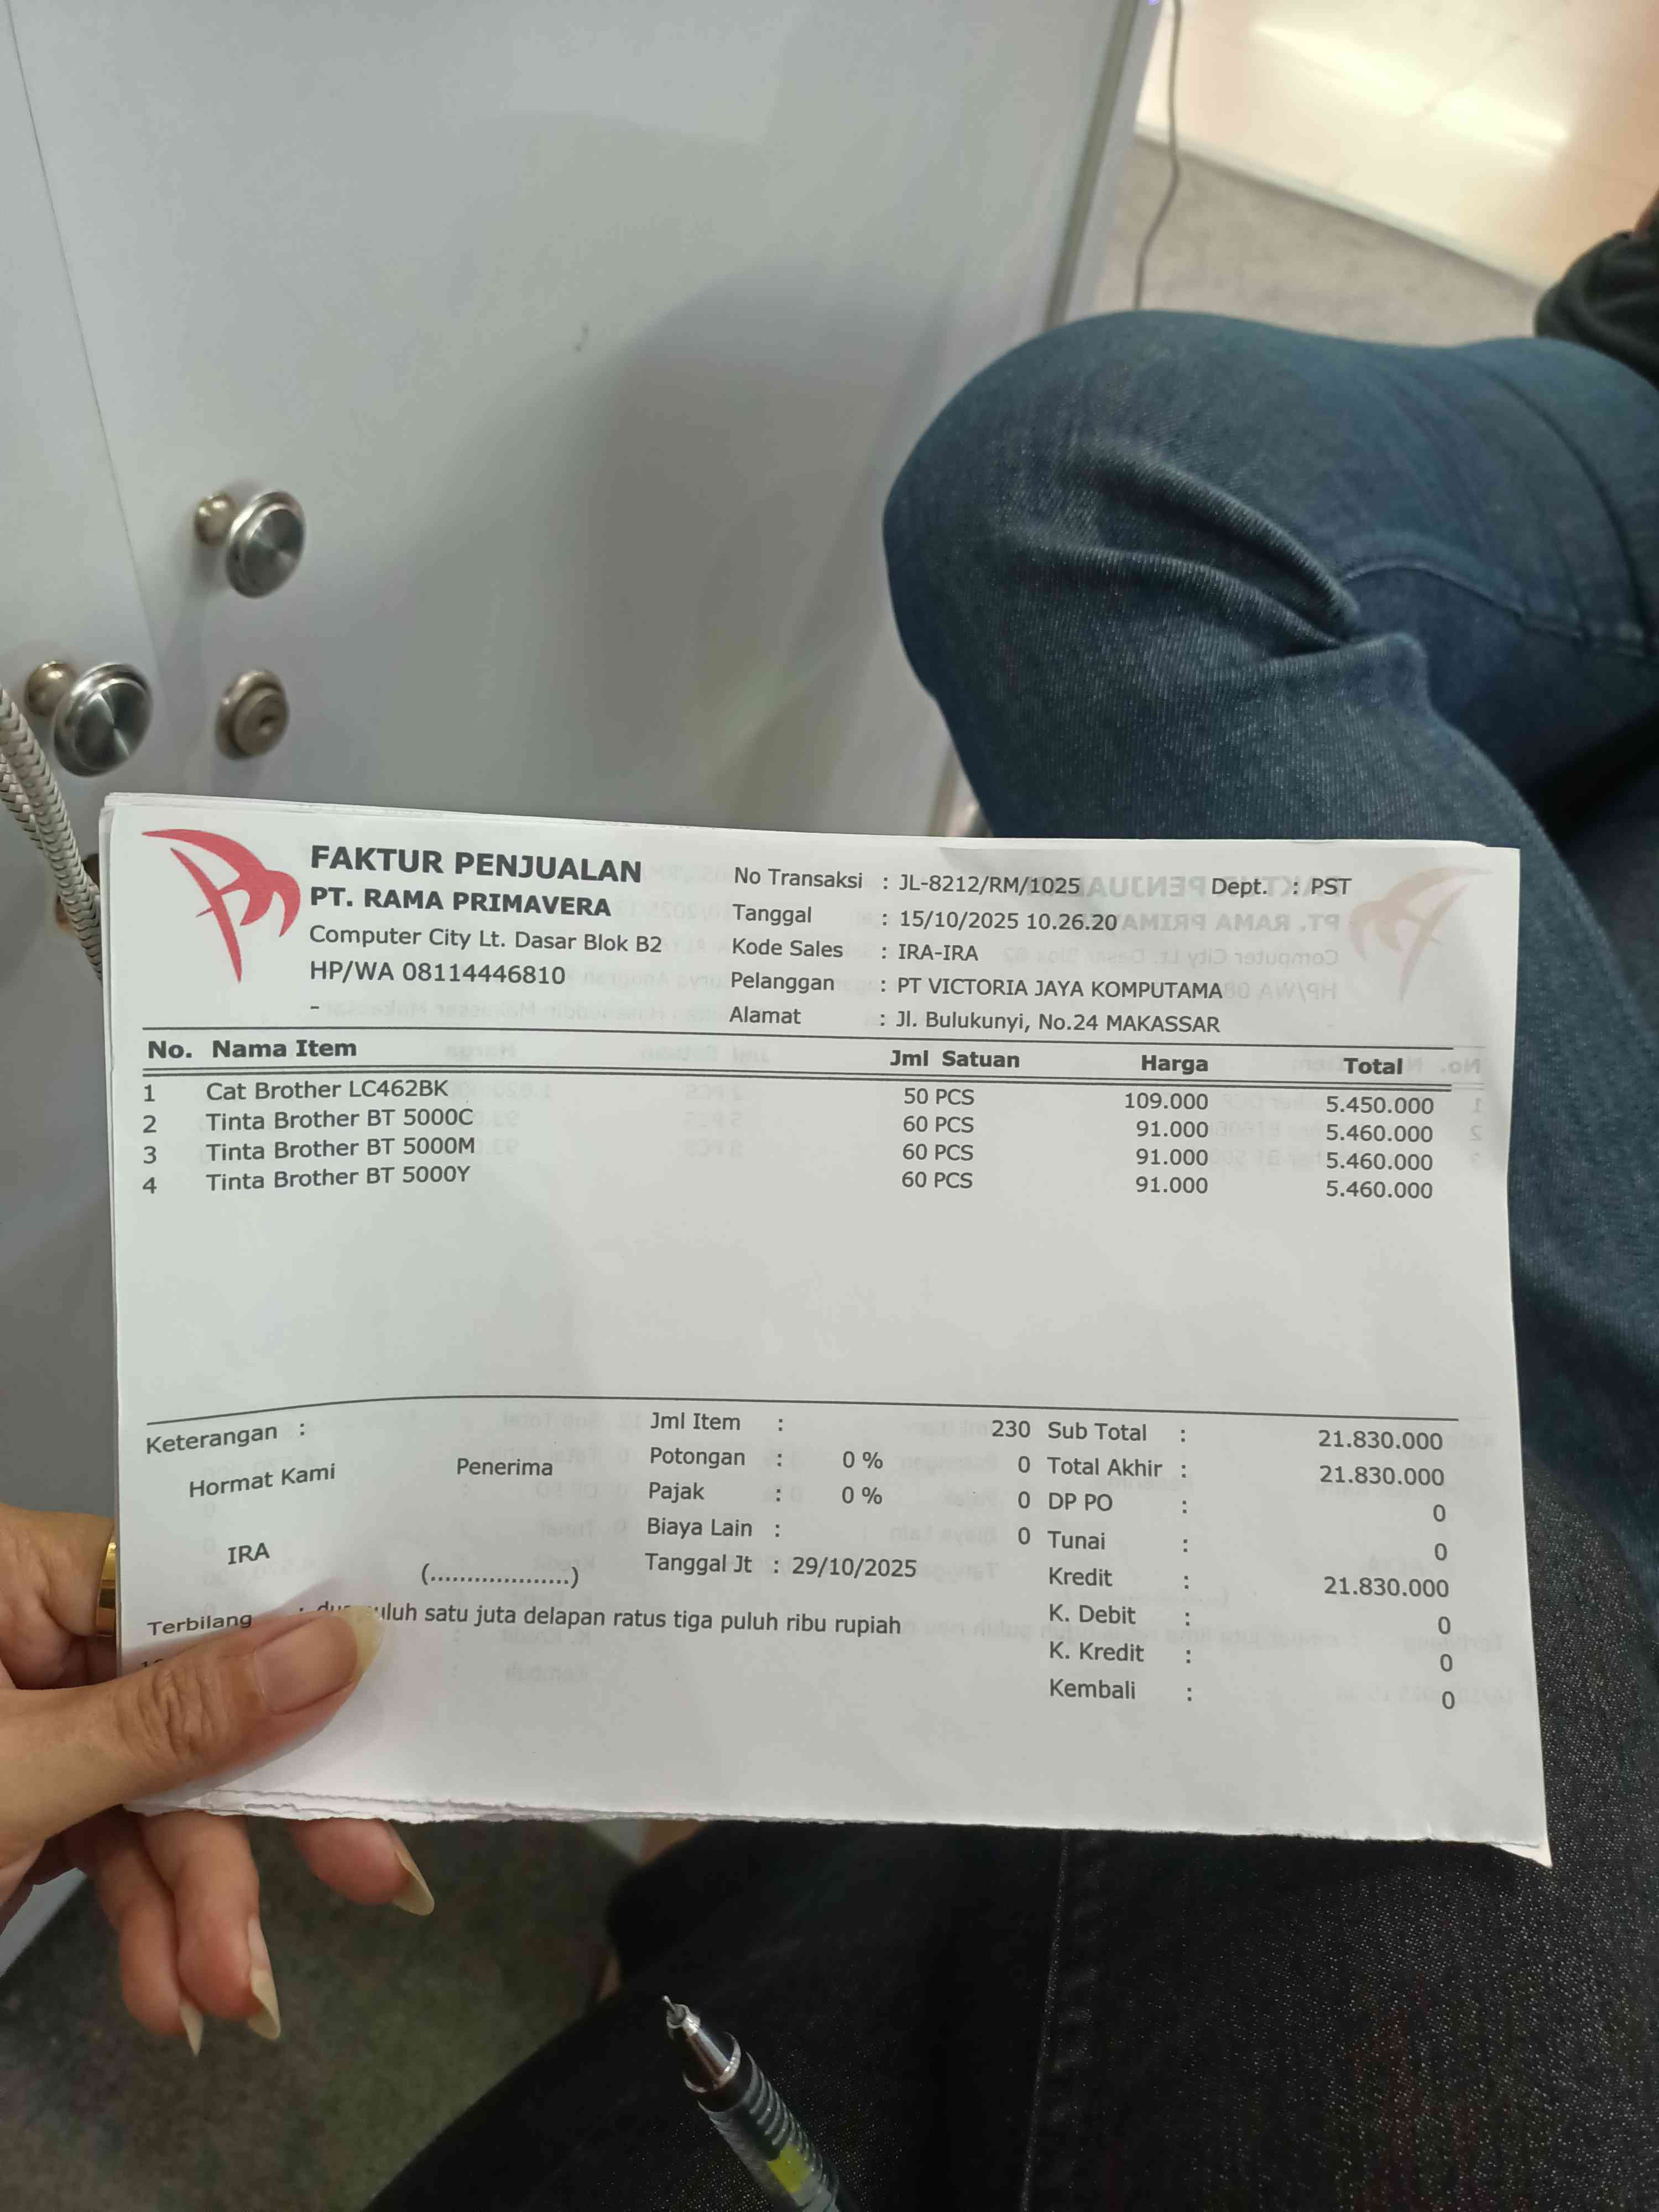 FAKTUR PENJUALAN
PT. RAMA PRIMAVERA
Computer City Lt. Dasar Blok B2
HP/WA 08114446810
-
No Transaksi : JL-8212/RM/1025 Dept. : PST
Tanggal : 15/10/2025 10.26.20
Kode Sales : IRA-IRA
Pelanggan : PT VICTORIA JAYA KOMPUTAMA
Alamat : Jl. Bulukunyi, No.24 MAKASSAR
No. Nama Item Jml Satuan Harga Total
1 Cat Brother LC462BK 50 PCS 109.000 5.450.000
2 Tinta Brother BT 5000C 60 PCS 91.000 5.460.000
3 Tinta Brother BT 5000M 60 PCS 91.000 5.460.000
4 Tinta Brother BT 5000Y 60 PCS 91.000 5.460.000
Keterangan :
Hormat Kami Penerima
IRA
(...................)
Jml Item : 230
Potongan : 0 % 0
Pajak : 0 % 0
Biaya Lain : 0
Tanggal Jt : 29/10/2025
Sub Total : 21.830.000
Total Akhir : 21.830.000
DP PO : 0
Tunai : 0
Kredit : 21.830.000
K. Debit : 0
K. Kredit : 0
Kembali : 0
Terbilang : satu juta delapan ratus tiga puluh ribu rupiah